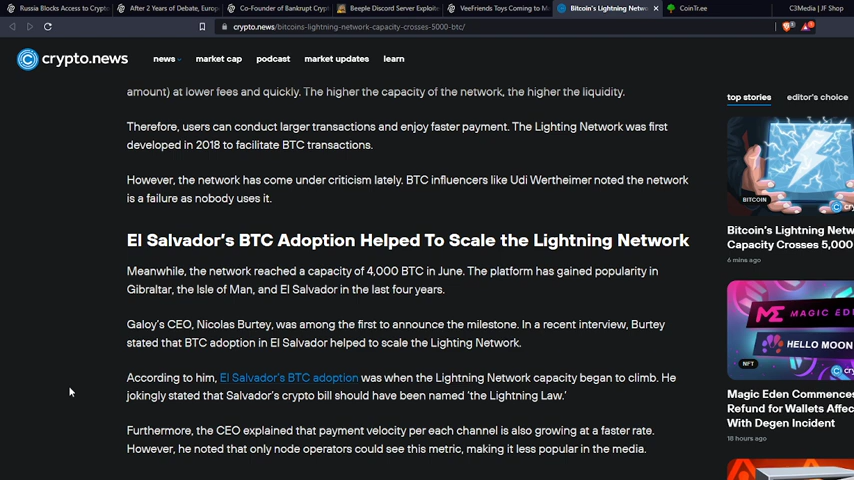 Russia Blocks Access to Crypto
After 2 Years of Debate, Europ
Co-Founder of Bankrupt Crypt
Beeple Discord Server Exploite
VeeFriends Toys Coming to M
Bitcoin's Lightning Netwo
CoinTr.ee
C3Media | JF Shop
crypto.news/bitcoins-lightning-network-capacity-crosses-5000-btc/
crypto.news
news
market cap
podcast
market updates
learn
amount) at lower fees and quickly. The higher the capacity of the network, the higher the liquidity.
Therefore, users can conduct larger transactions and enjoy faster payment. The Lighting Network was first
developed in 2018 to facilitate BTC transactions.
However, the network has come under criticism lately. BTC influencers like Udi Wertheimer noted the network
is a failure as nobody uses it.
El Salvador's BTC Adoption Helped To Scale the Lightning Network
Meanwhile, the network reached a capacity of 4,000 BTC in June. The platform has gained popularity in
Gibraltar, the Isle of Man, and El Salvador in the last four years.
Galoy's CEO, Nicolas Burtey, was among the first to announce the milestone. In a recent interview, Burtey
stated that BTC adoption in El Salvador helped to scale the Lighting Network.
According to him, El Salvador's BTC adoption was when the Lightning Network capacity began to climb. He
jokingly stated that Salvador's crypto bill should have been named 'the Lightning Law.'
Furthermore, the CEO explained that payment velocity per each channel is also growing at a faster rate.
However, he noted that only node operators could see this metric, making it less popular in the media.
top stories
editor's choice
BITCOIN
Bitcoin's Lightning Netw
Capacity Crosses 5,000
6 mins ago
MAGIC ED
HELLO MOON
NFT
Magic Eden Commences
Refund for Wallets Affec
With Degen Incident
18 hours ago